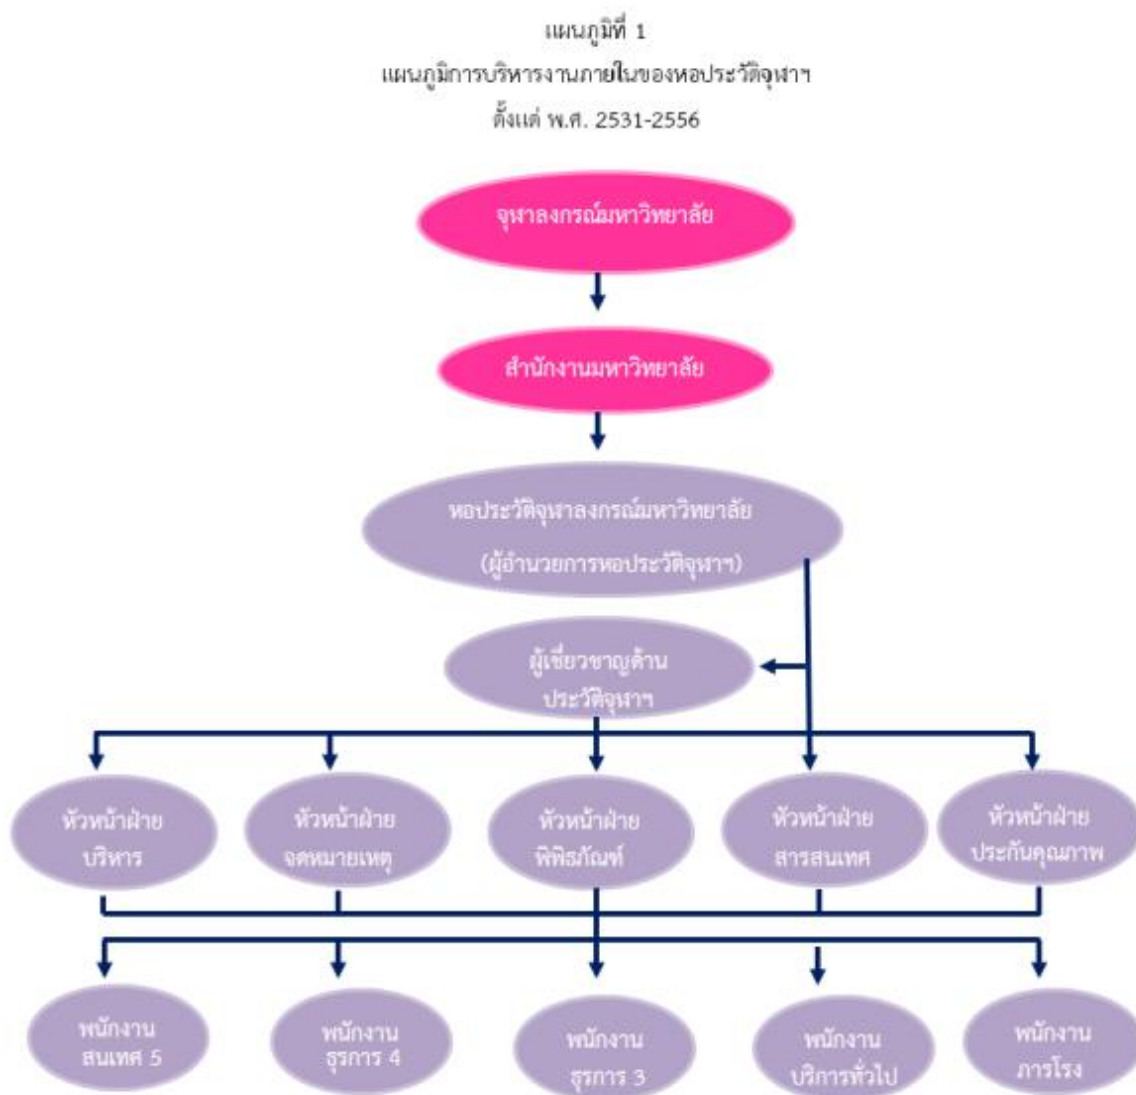 แผนภูมิที่ 1
แผนภูมิการบริหารงานภายในของหอประวัติจุฬาฯ
ตั้งแต่ พ.ศ. 2531-2556
จุฬาลงกรณ์มหาวิทยาลัย
สำนักงานมหาวิทยาลัย
หอประวัติจุฬาลงกรณ์มหาวิทยาลัย
(ผู้อำนวยการหอประวัติจุฬาฯ)
ผู้เชี่ยวชาญด้าน
ประวัติจุฬาฯ
หัวหน้าฝ่าย
บริหาร
หัวหน้าฝ่าย
จดหมายเหตุ
หัวหน้าฝ่าย
พิพิธภัณฑ์
หัวหน้าฝ่าย
สารสนเทศ
หัวหน้าฝ่าย
ประกันคุณภาพ
พนักงาน
สนเทศ 5
พนักงาน
ธุรการ 4
พนักงาน
ธุรการ 3
พนักงาน
บริการทั่วไป
พนักงาน
ภารโรง